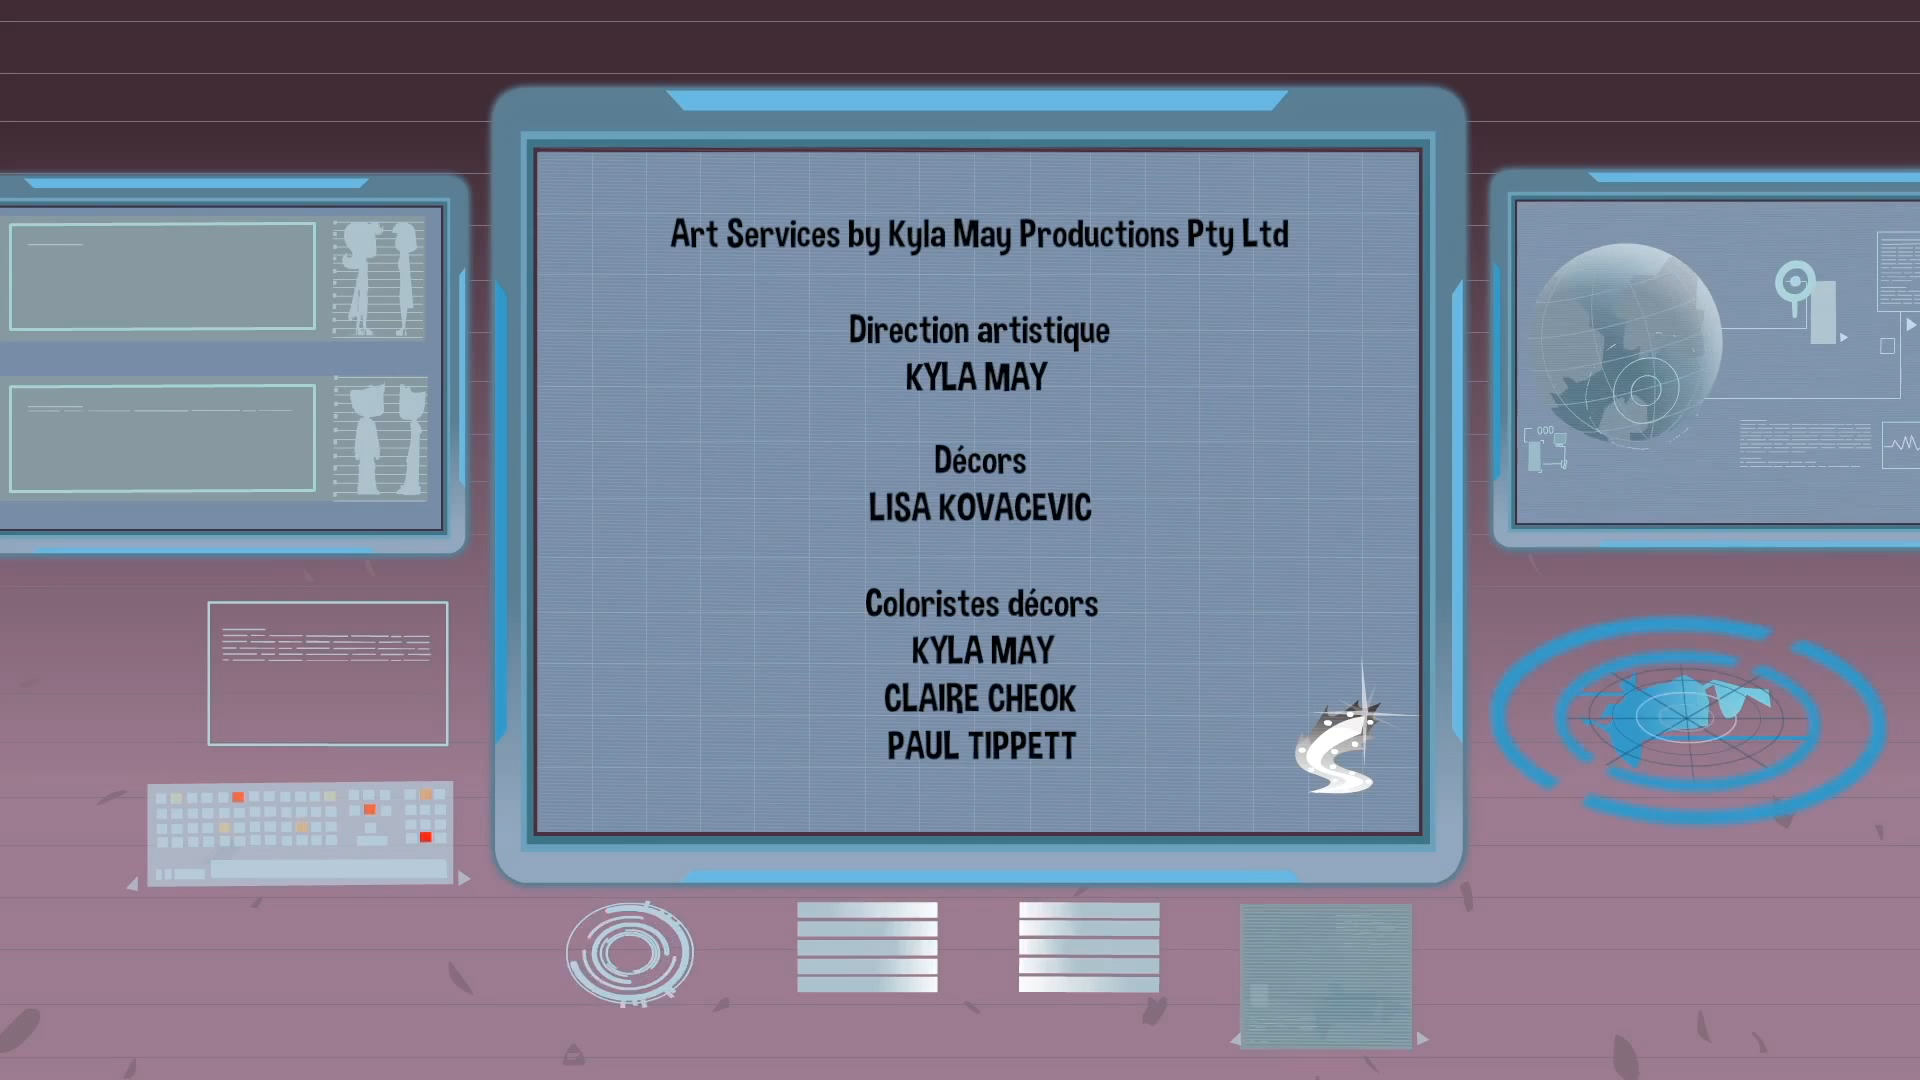 Art Services by Kyla May Productions Pty Ltd
Direction artistique
KYLA MAY
Décors
LISA KOVACEVIC
Coloristes décors
KYLA MAY
CLAIRE CHEOK
PAUL TIPPETT